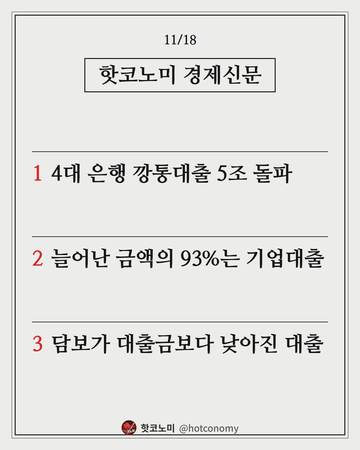 11/18
핫코노미 경제신문
1 4대 은행 깡통대출 5조 돌파
2 늘어난 금액의 93%는 기업대출
3 담보가 대출금보다 낮아진 대출
핫코노미 @hotconomy